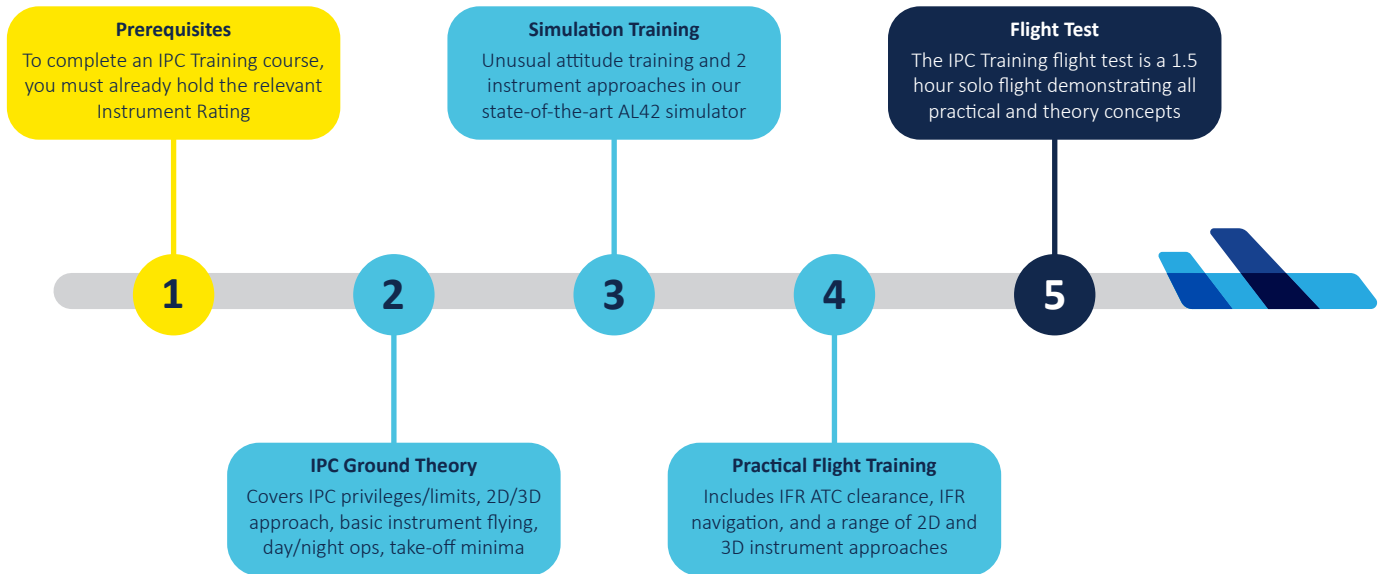 Prerequisites
To complete an IPC Training course,
you must already hold the relevant
Instrument Rating
Simulation Training
Unusual attitude training and 2
instrument approaches in our
state-of-the-art AL42 simulator
Flight Test
The IPC Training flight test is a 1.5
hour solo flight demonstrating all
practical and theory concepts
1
2
3
4
5
IPC Ground Theory
Covers IPC privileges/limits, 2D/3D
approach, basic instrument flying,
day/night ops, take-off minima
Practical Flight Training
Includes IFR ATC clearance, IFR
navigation, and a range of 2D and
3D instrument approaches